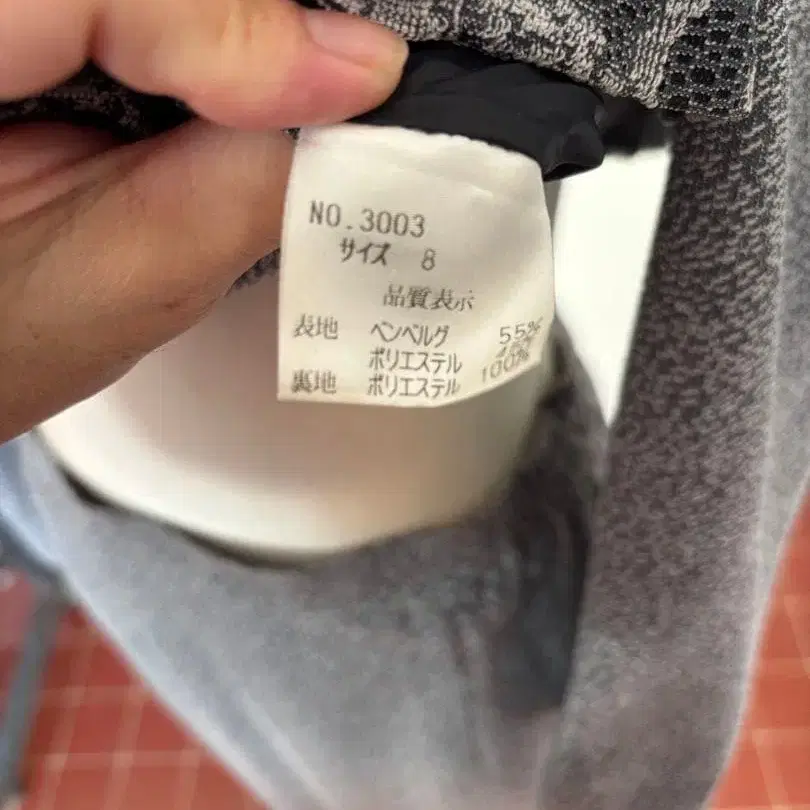 NO.3003
サイズ 8
品質表示
表地 ベンベルグ 55%
ポリエステル 45%
裏地 ポリエステル 100%